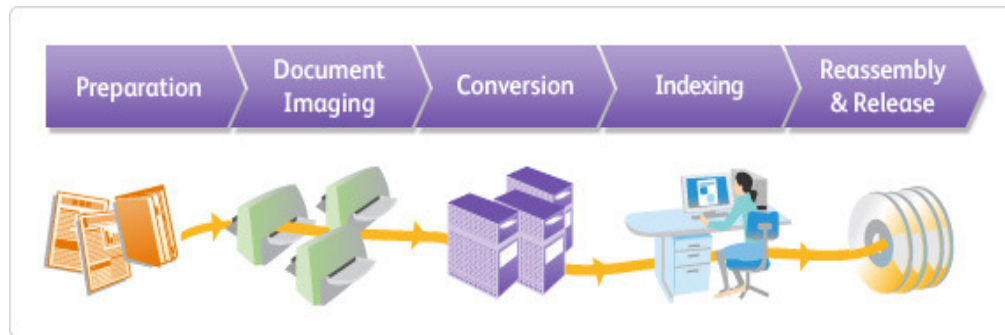 Preparation
Document
Imaging
Conversion
Indexing
Reassembly
& Release